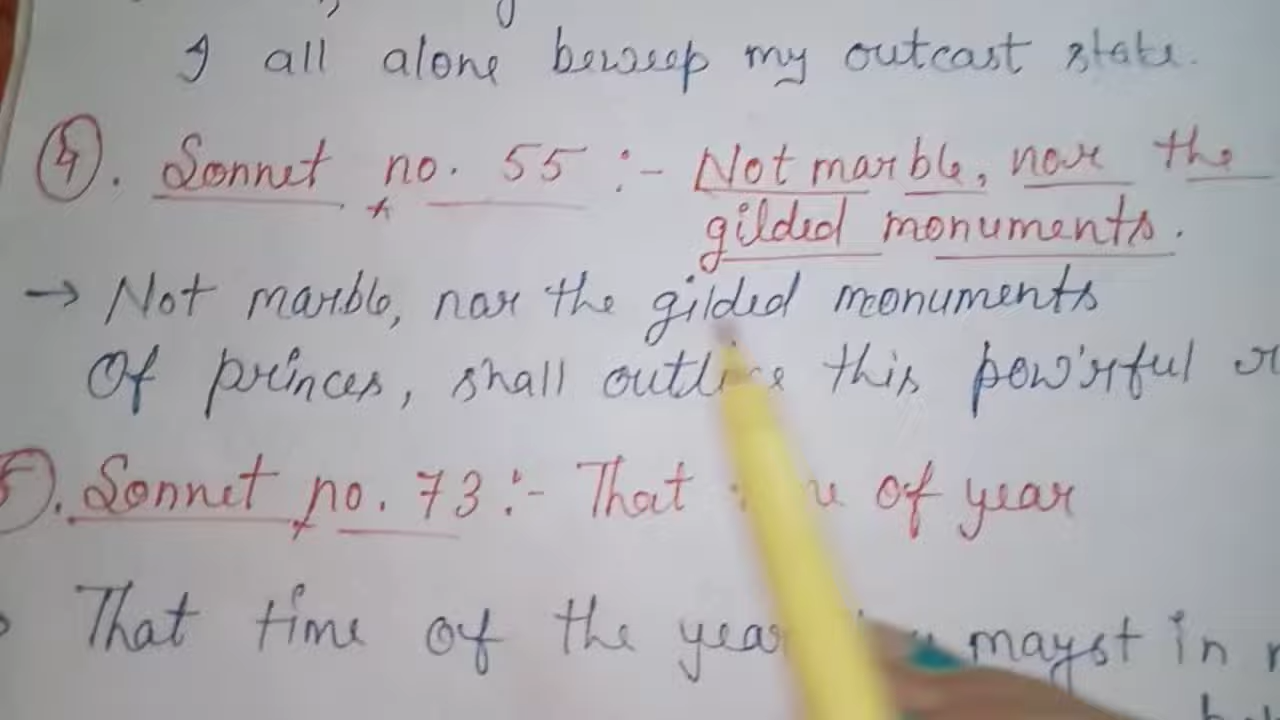 I all alone beweep my outcast state.
4. Sonnet no. 55 :- Not marble, nor the
gilded monuments.
→ Not marble, nor the gilded monuments
Of princes, shall outlive this pow'rful
5. Sonnet no. 73 :- That of year
That time of the year mayst in